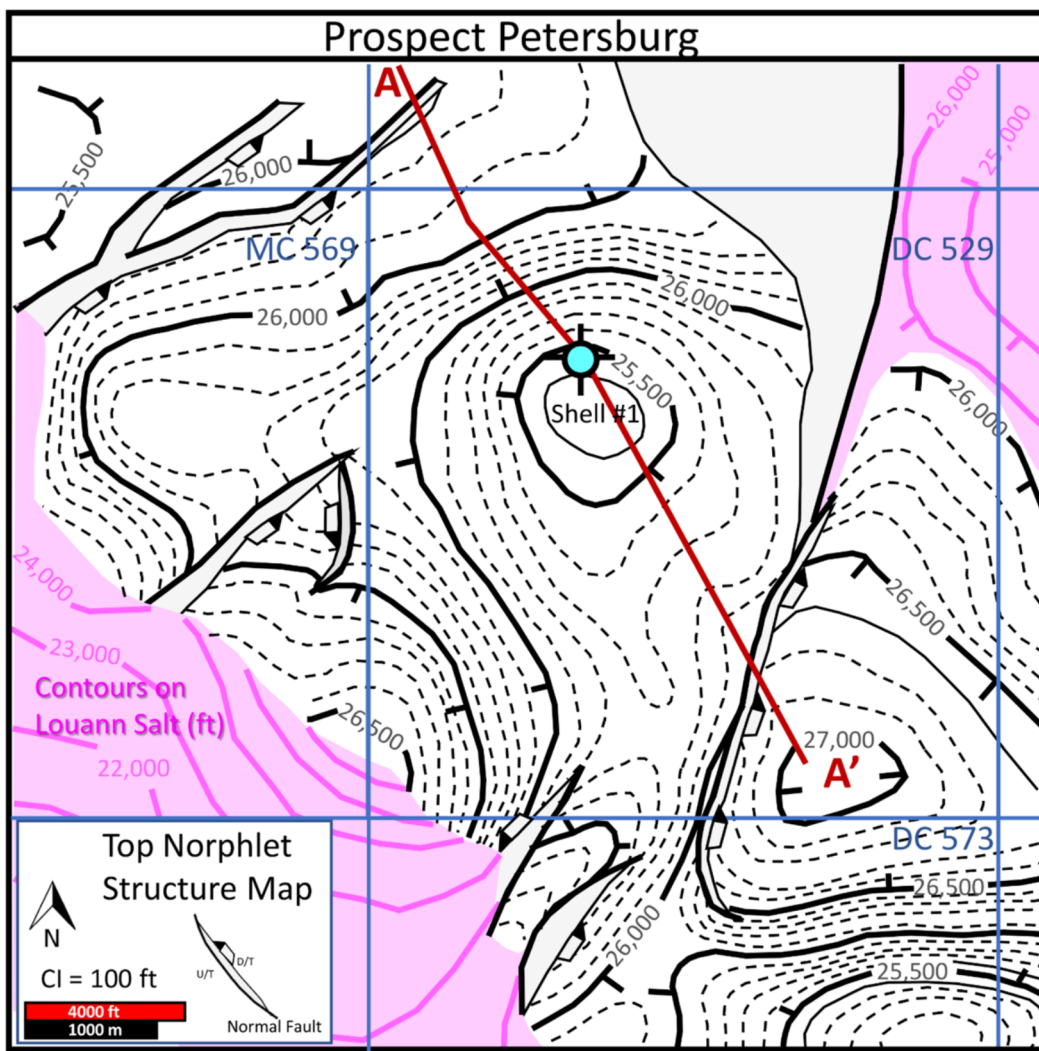 Prospect Petersburg
A
26,000
25,000
25,500
26,000
MC 569
DC 529
26,000
26,000
25,500
Shell #1
26,000
24,000
26,500
23,000
Contours on
Louann Salt (ft)
26,500
27,000
A’
22,000
Top Norphlet
Structure Map
DC 573
26,500
N
D/T
U/T
26,000
25,500
CI = 100 ft
4000 ft
1000 m
Normal Fault